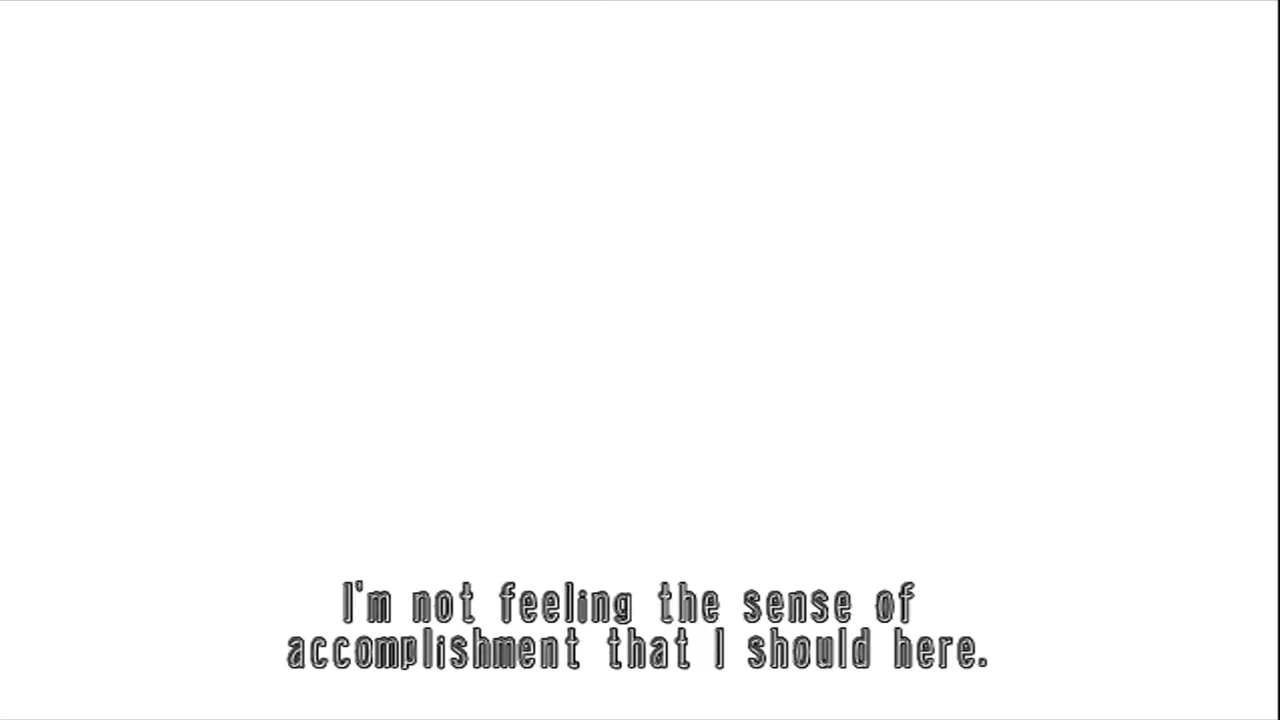 I'm not feeling the sense of
accomplishment that I should here.